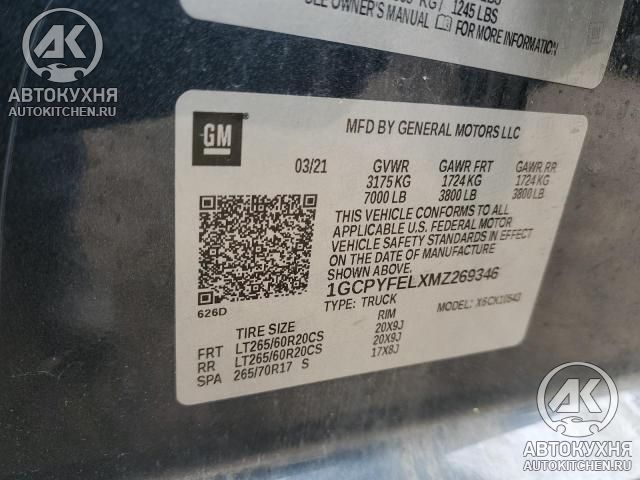 1245 LBS
SEE OWNER'S MANUAL FOR MORE INFORMATION
GM
АВТОКУХНЯ
AUTOKITCHEN.RU
GM
MFD BY GENERAL MOTORS LLC
03/21 GVWR GAWR FRT GAWR RR
3175 KG 1724 KG 1724 KG
7000 LB 3800 LB 3800 LB
THIS VEHICLE CONFORMS TO ALL
APPLICABLE U.S. FEDERAL MOTOR
VEHICLE SAFETY STANDARDS IN EFFECT
ON THE DATE OF MANUFACTURE
SHOWN ABOVE.
1GCPYFELXMZ269346
TYPE: TRUCK MODEL: X6CK10543
626D
TIRE SIZE RIM
FRT LT265/60R20CS 20X9J
RR LT265/60R20CS 20X9J
SPA 265/70R17 S 17X8J
АК
АВТОКУХНЯ
AUTOKITCHEN.RU